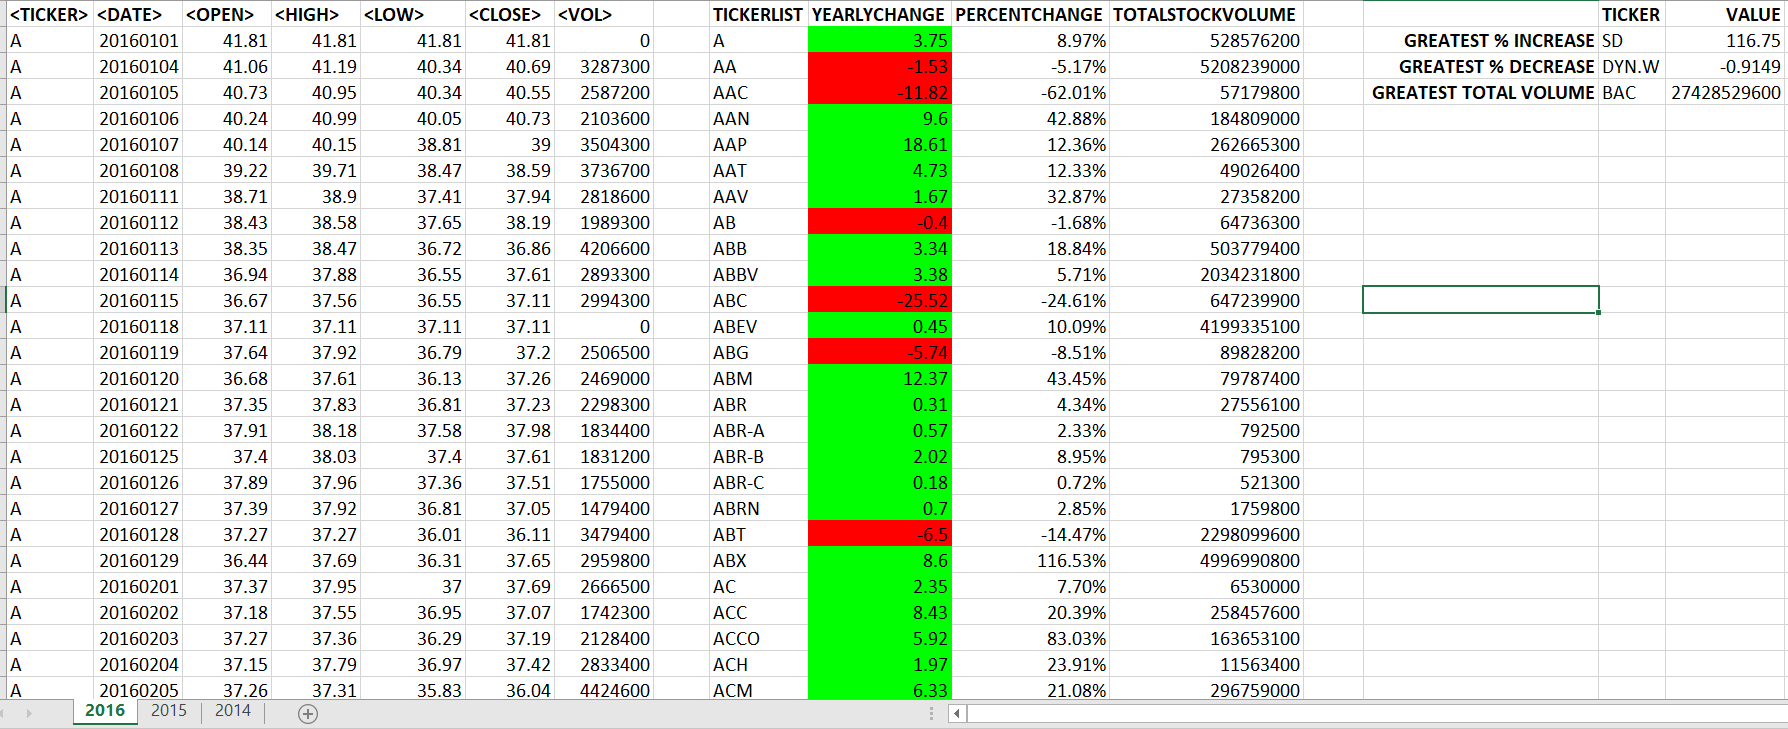 <TICKER> <DATE> <OPEN> <HIGH> <LOW> <CLOSE> <VOL> TICKERLIST YEARLYCHANGE PERCENTCHANGE TOTALSTOCKVOLUME TICKER VALUE
A 20160101 41.81 41.81 41.81 41.81 0 A 3.75 8.97% 528576200 GREATEST % INCREASE SD 116.75
A 20160104 41.06 41.19 40.34 40.69 3287300 AA -1.53 -5.17% 5208239000 GREATEST % DECREASE DYN.W -0.9149
A 20160105 40.73 40.95 40.34 40.55 2587200 AAC -11.82 -62.01% 57179800 GREATEST TOTAL VOLUME BAC 27428529600
A 20160106 40.24 40.99 40.05 40.73 2103600 AAN 9.6 42.88% 184809000
A 20160107 40.14 40.15 38.81 39 3504300 AAP 18.61 12.36% 262665300
A 20160108 39.22 39.71 38.47 38.59 3736700 AAT 4.73 12.33% 49026400
A 20160111 38.71 38.9 37.41 37.94 2818600 AAV 1.67 32.87% 27358200
A 20160112 38.43 38.58 37.65 38.19 1989300 AB -0.4 -1.68% 64736300
A 20160113 38.35 38.47 36.72 36.86 4206600 ABB 3.34 18.84% 503779400
A 20160114 36.94 37.88 36.55 37.61 2893300 ABBV 3.38 5.71% 2034231800
A 20160115 36.67 37.56 36.55 37.11 2994300 ABC -25.52 -24.61% 647239900
A 20160118 37.11 37.11 37.11 37.11 0 ABEV 0.45 10.09% 4199335100
A 20160119 37.64 37.92 36.79 37.2 2506500 ABG -5.74 -8.51% 89828200
A 20160120 36.68 37.61 36.13 37.26 2469000 ABM 12.37 43.45% 79787400
A 20160121 37.35 37.83 36.81 37.23 2298300 ABR 0.31 4.34% 27556100
A 20160122 37.91 38.18 37.58 37.98 1834400 ABR-A 0.57 2.33% 792500
A 20160125 37.4 38.03 37.4 37.61 1831200 ABR-B 2.02 8.95% 795300
A 20160126 37.89 37.96 37.36 37.51 1755000 ABR-C 0.18 0.72% 521300
A 20160127 37.39 37.92 36.81 37.05 1479400 ABRN 0.7 2.85% 1759800
A 20160128 37.27 37.27 36.01 36.11 3479400 ABT -6.5 -14.47% 2298099600
A 20160129 36.44 37.69 36.31 37.65 2959800 ABX 8.6 116.53% 4996990800
A 20160201 37.37 37.95 37 37.69 2666500 AC 2.35 7.70% 6530000
A 20160202 37.18 37.55 36.95 37.07 1742300 ACC 8.43 20.39% 258457600
A 20160203 37.27 37.36 36.29 37.19 2128400 ACCO 5.92 83.03% 163653100
A 20160204 37.15 37.79 36.97 37.42 2833400 ACH 1.97 23.91% 11563400
A 20160205 37.26 37.31 35.83 36.04 4424600 ACM 6.33 21.08% 296759000
2016 2015 2014